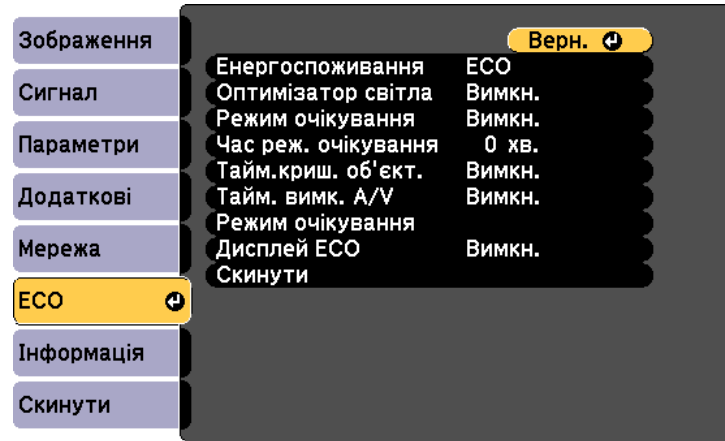 Зображення
Сигнал
Параметри
Додаткові
Мережа
ECO
Інформація
Скинути
Верн.
Енергоспоживання ECO
Оптимізатор світла Вимкн.
Режим очікування Вимкн.
Час реж. очікування 0 хв.
Тайм.криш. об'єкт. Вимкн.
Тайм. вимк. A/V Вимкн.
Режим очікування
Дисплей ECO Вимкн.
Скинути